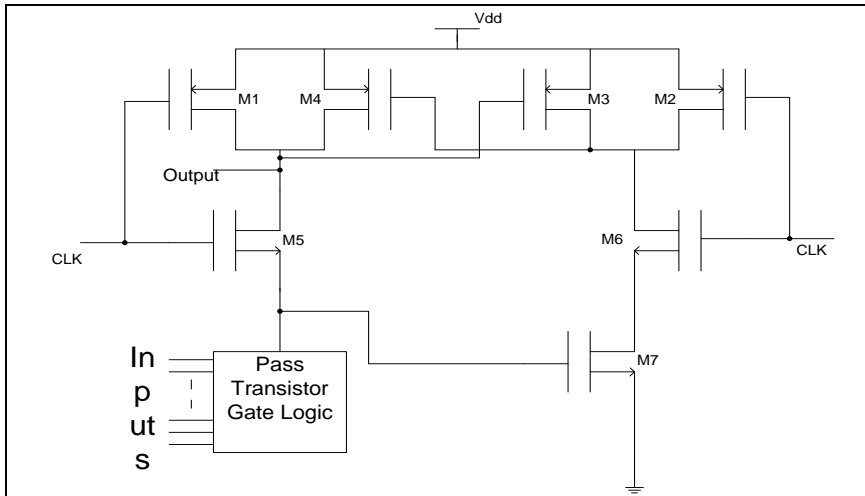 Vdd
M1
M4
M3
M2
Output
M5
M6
CLK
CLK
M7
In
p
ut
s
Pass
Transistor
Gate Logic